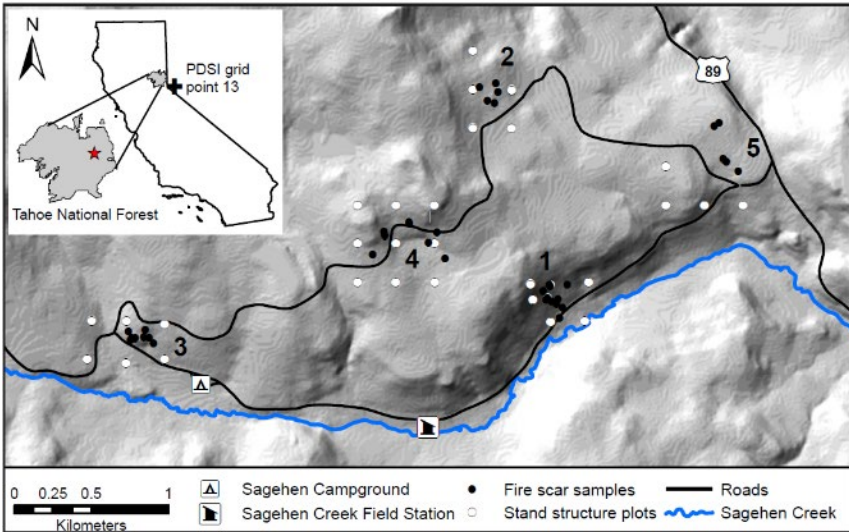 N
PDSI grid
point 13
Tahoe National Forest
2
89
5
4
1
3
0 0.25 0.5 1
Kilometers
Sagehen Campground
Sagehen Creek Field Station
Fire scar samples
Stand structure plots
Roads
Sagehen Creek